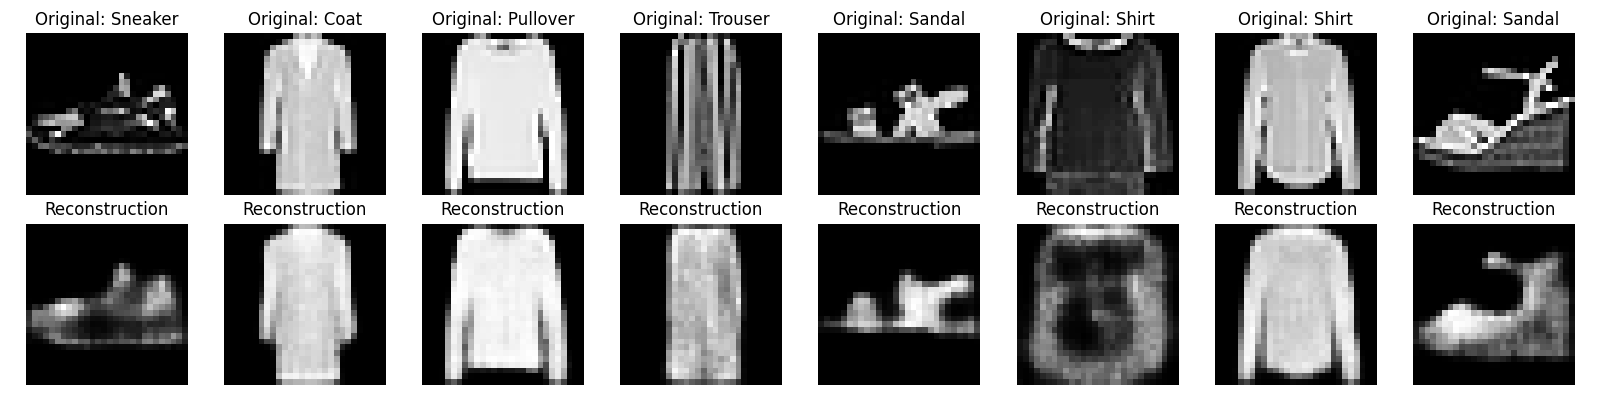 Original: Sneaker
Original: Coat
Original: Pullover
Original: Trouser
Original: Sandal
Original: Shirt
Original: Shirt
Original: Sandal
Reconstruction
Reconstruction
Reconstruction
Reconstruction
Reconstruction
Reconstruction
Reconstruction
Reconstruction